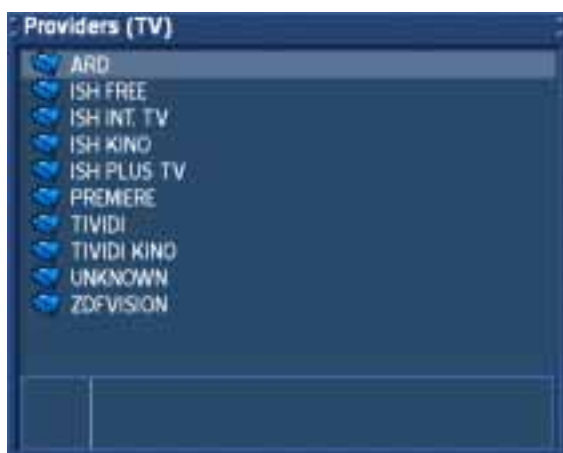 Providers (TV)
ARD
ISH FREE
ISH INT. TV
ISH KINO
ISH PLUS TV
PREMIERE
TIVIDI
TIVIDI KINO
UNKNOWN
ZDFVISION